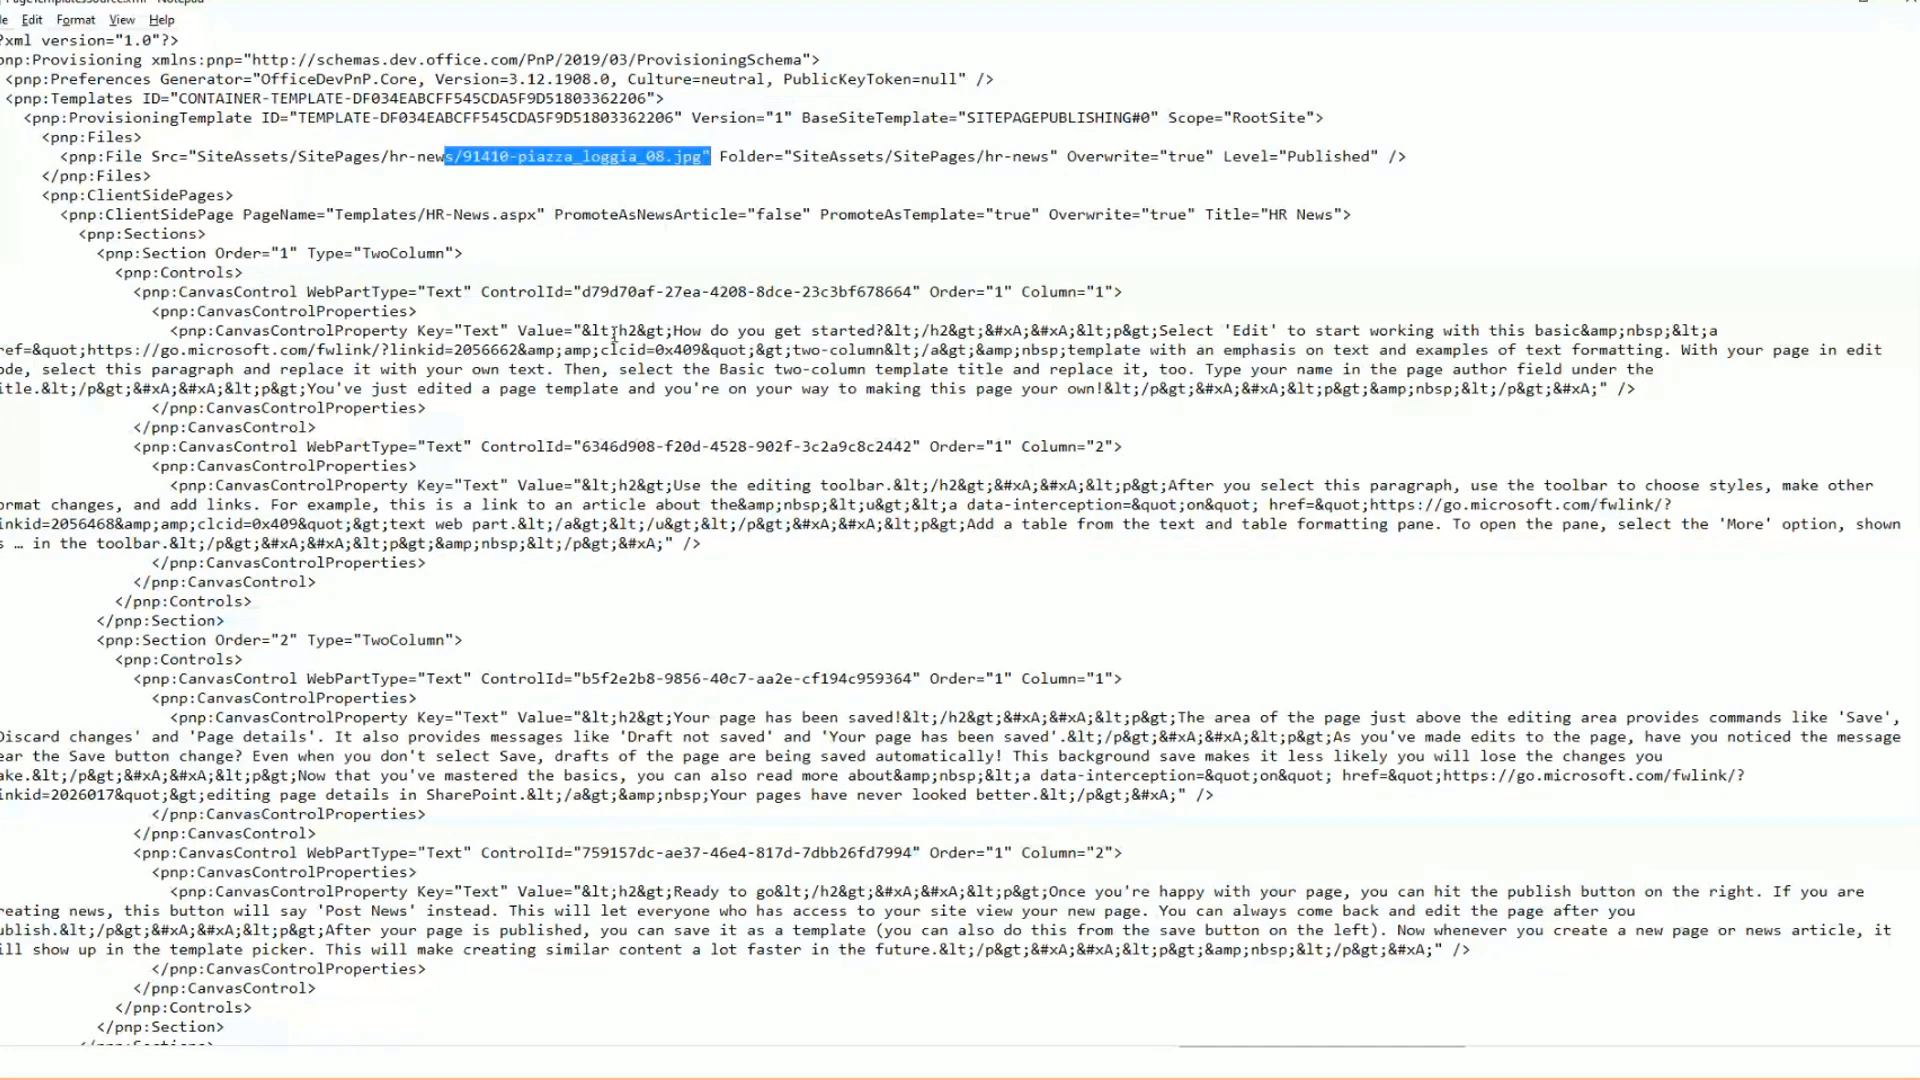 Edit Format View Help
?xml version="1.0"?>
pnp:Provisioning xmlns:pnp="http://schemas.dev.office.com/PnP/2019/03/ProvisioningSchema">
<pnp:Preferences Generator="OfficeDevPnP.Core, Version=3.12.1908.0, Culture=neutral, PublicKeyToken=null" />
<pnp:Templates ID="CONTAINER-TEMPLATE-DF034EABCFF545CDA5F9D51803362206">
<pnp:ProvisioningTemplate ID="TEMPLATE-DF034EABCFF545CDA5F9D51803362206" Version="1" BaseSiteTemplate="SITEPAGEPUBLISHING#0" Scope="RootSite">
<pnp:Files>
<pnp:File Src="SiteAssets/SitePages/hr-news/91410-piazza_loggia_08.jpg" Folder="SiteAssets/SitePages/hr-news" Overwrite="true" Level="Published" />
</pnp:Files>
<pnp:ClientSidePages>
<pnp:ClientSidePage PageName="Templates/HR-News.aspx" PromoteAsNewsArticle="false" PromoteAsTemplate="true" Overwrite="true" Title="HR News">
<pnp:Sections>
<pnp:Section Order="1" Type="TwoColumn">
<pnp:Controls>
<pnp:CanvasControl WebPartType="Text" ControlId="d79d70af-27ea-4208-8dce-23c3bf678664" Order="1" Column="1">
<pnp:CanvasControlProperties>
<pnp:CanvasControlProperty Key="Text" Value="&lt;h2&gt;How do you get started?&lt;/h2&gt;&#xA;&#xA;&lt;p&gt;Select 'Edit' to start working with this basic&amp;nbsp;&lt;a
ref=&quot;https://go.microsoft.com/fwlink/?linkid=2056662&amp;amp;clcid=0x409&quot;&gt;two-column&lt;/a&gt;&amp;nbsp;template with an emphasis on text and examples of text formatting. With your page in edit
ode, select this paragraph and replace it with your own text. Then, select the Basic two-column template title and replace it, too. Type your name in the page author field under the
itle.&lt;/p&gt;&#xA;&#xA;&lt;p&gt;You've just edited a page template and you're on your way to making this page your own!&lt;/p&gt;&#xA;&#xA;&lt;p&gt;&amp;nbsp;&lt;/p&gt;&#xA;" />
</pnp:CanvasControlProperties>
</pnp:CanvasControl>
<pnp:CanvasControl WebPartType="Text" ControlId="6346d908-f20d-4528-902f-3c2a9c8c2442" Order="1" Column="2">
<pnp:CanvasControlProperties>
<pnp:CanvasControlProperty Key="Text" Value="&lt;h2&gt;Use the editing toolbar.&lt;/h2&gt;&#xA;&#xA;&lt;p&gt;After you select this paragraph, use the toolbar to choose styles, make other
ormat changes, and add links. For example, this is a link to an article about the&amp;nbsp;&lt;u&gt;&lt;a data-interception=&quot;on&quot; href=&quot;https://go.microsoft.com/fwlink/?
inkid=2056468&amp;amp;clcid=0x409&quot;&gt;text web part.&lt;/a&gt;&lt;/u&gt;&lt;/p&gt;&#xA;&#xA;&lt;p&gt;Add a table from the text and table formatting pane. To open the pane, select the 'More' option, shown
s … in the toolbar.&lt;/p&gt;&#xA;&#xA;&lt;p&gt;&amp;nbsp;&lt;/p&gt;&#xA;" />
</pnp:CanvasControlProperties>
</pnp:CanvasControl>
</pnp:Controls>
</pnp:Section>
<pnp:Section Order="2" Type="TwoColumn">
<pnp:Controls>
<pnp:CanvasControl WebPartType="Text" ControlId="b5f2e2b8-9856-40c7-aa2e-cf194c959364" Order="1" Column="1">
<pnp:CanvasControlProperties>
<pnp:CanvasControlProperty Key="Text" Value="&lt;h2&gt;Your page has been saved!&lt;/h2&gt;&#xA;&#xA;&lt;p&gt;The area of the page just above the editing area provides commands like 'Save',
Discard changes' and 'Page details'. It also provides messages like 'Draft not saved' and 'Your page has been saved'.&lt;/p&gt;&#xA;&#xA;&lt;p&gt;As you've made edits to the page, have you noticed the message
ear the Save button change? Even when you don't select Save, drafts of the page are being saved automatically! This background save makes it less likely you will lose the changes you
ake.&lt;/p&gt;&#xA;&#xA;&lt;p&gt;Now that you've mastered the basics, you can also read more about&amp;nbsp;&lt;a data-interception=&quot;on&quot; href=&quot;https://go.microsoft.com/fwlink/?
inkid=2026017&quot;&gt;editing page details in SharePoint.&lt;/a&gt;&amp;nbsp;Your pages have never looked better.&lt;/p&gt;&#xA;" />
</pnp:CanvasControlProperties>
</pnp:CanvasControl>
<pnp:CanvasControl WebPartType="Text" ControlId="759157dc-ae37-46e4-817d-7dbb26fd7994" Order="1" Column="2">
<pnp:CanvasControlProperties>
<pnp:CanvasControlProperty Key="Text" Value="&lt;h2&gt;Ready to go&lt;/h2&gt;&#xA;&#xA;&lt;p&gt;Once you're happy with your page, you can hit the publish button on the right. If you are
reating news, this button will say 'Post News' instead. This will let everyone who has access to your site view your new page. You can always come back and edit the page after you
ublish.&lt;/p&gt;&#xA;&#xA;&lt;p&gt;After your page is published, you can save it as a template (you can also do this from the save button on the left). Now whenever you create a new page or news article, it
ill show up in the template picker. This will make creating similar content a lot faster in the future.&lt;/p&gt;&#xA;&#xA;&lt;p&gt;&amp;nbsp;&lt;/p&gt;&#xA;" />
</pnp:CanvasControlProperties>
</pnp:CanvasControl>
</pnp:Controls>
</pnp:Section>